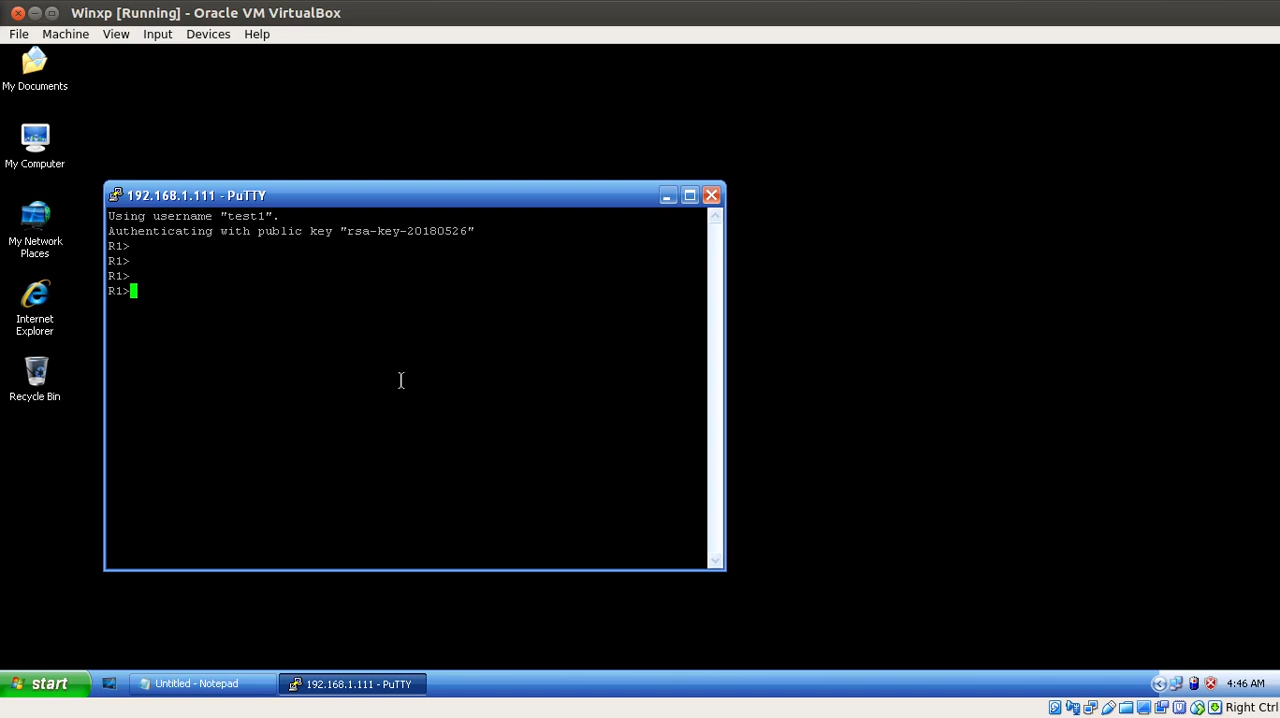 Winxp [Running] - Oracle VM VirtualBox
File Machine View Input Devices Help
My Documents
My Computer
My Network
Places
Internet
Explorer
Recycle Bin
192.168.1.111 - PuTTY
Using username "test1".
Authenticating with public key "rsa-key-20180526"
R1>
R1>
R1>
R1>
start
Untitled - Notepad
192.168.1.111 - PuTTY
4:46 AM
Right Ctrl